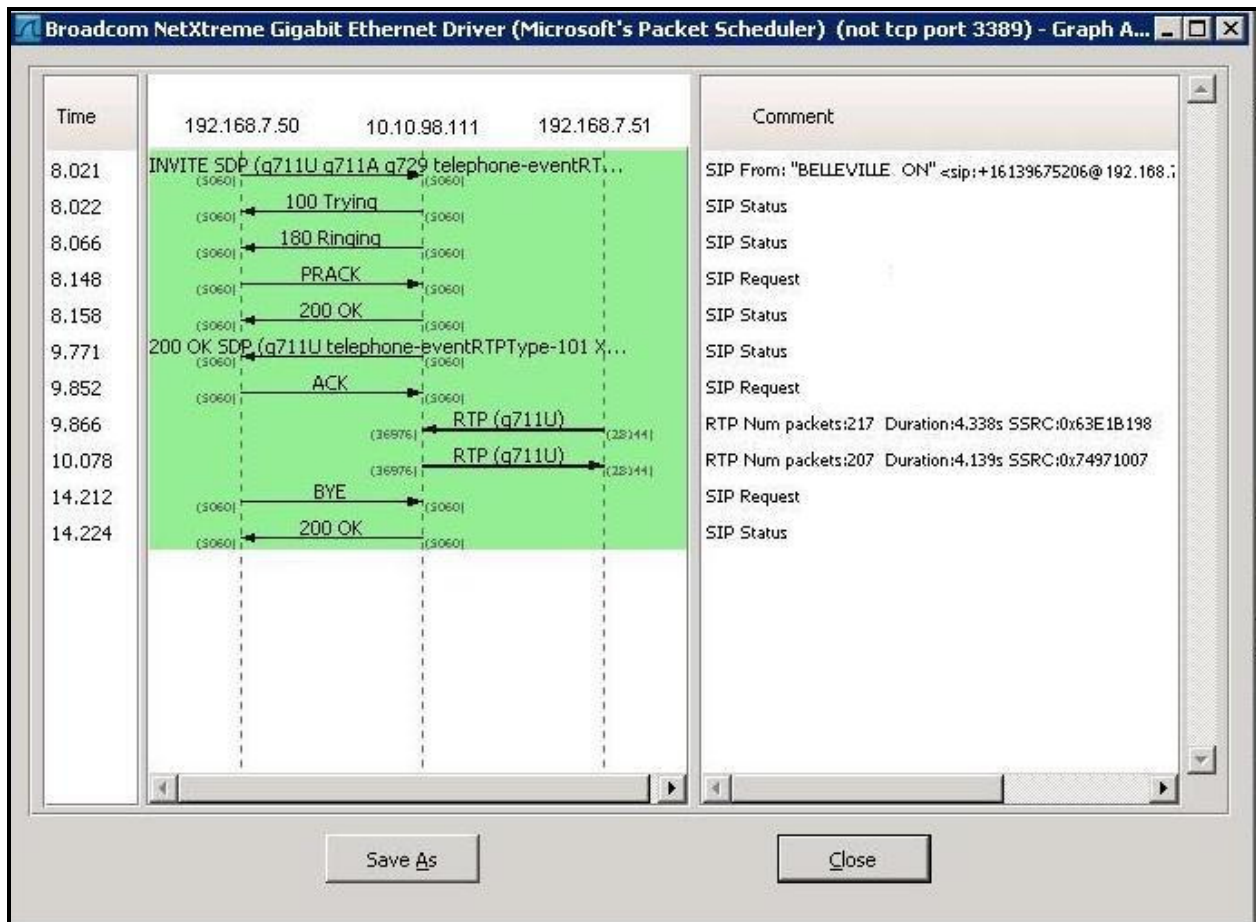 Broadcom NetXtreme Gigabit Ethernet Driver (Microsoft's Packet Scheduler) (not tcp port 3389) - Graph A...
Time 192.168.7.50 10.10.98.111 192.168.7.51 Comment
8.021 INVITE SDP (g711U g711A g729 telephone-eventRT... SIP From: "BELLEVILLE ON" <sip:+16139675206@192.168.7
(5060) (5060)
8.022 100 Trying SIP Status
(5060) (5060)
8.066 180 Ringing SIP Status
(5060) (5060)
8.148 PRACK SIP Request
(5060) (5060)
8.158 200 OK SIP Status
(5060) (5060)
9.771 200 OK SDP (g711U telephone-eventRTPType-101 X... SIP Status
(5060) (5060)
9.852 ACK SIP Request
(5060) (5060)
9.866 RTP (g711U) RTP Num packets:217 Duration:4.338s SSRC:0x63E1B198
(36976) (28144)
10.078 RTP (g711U) RTP Num packets:207 Duration:4.139s SSRC:0x74971007
(36976) (28144)
14.212 BYE SIP Request
(5060) (5060)
14.224 200 OK SIP Status
(5060) (5060)
Save As Close